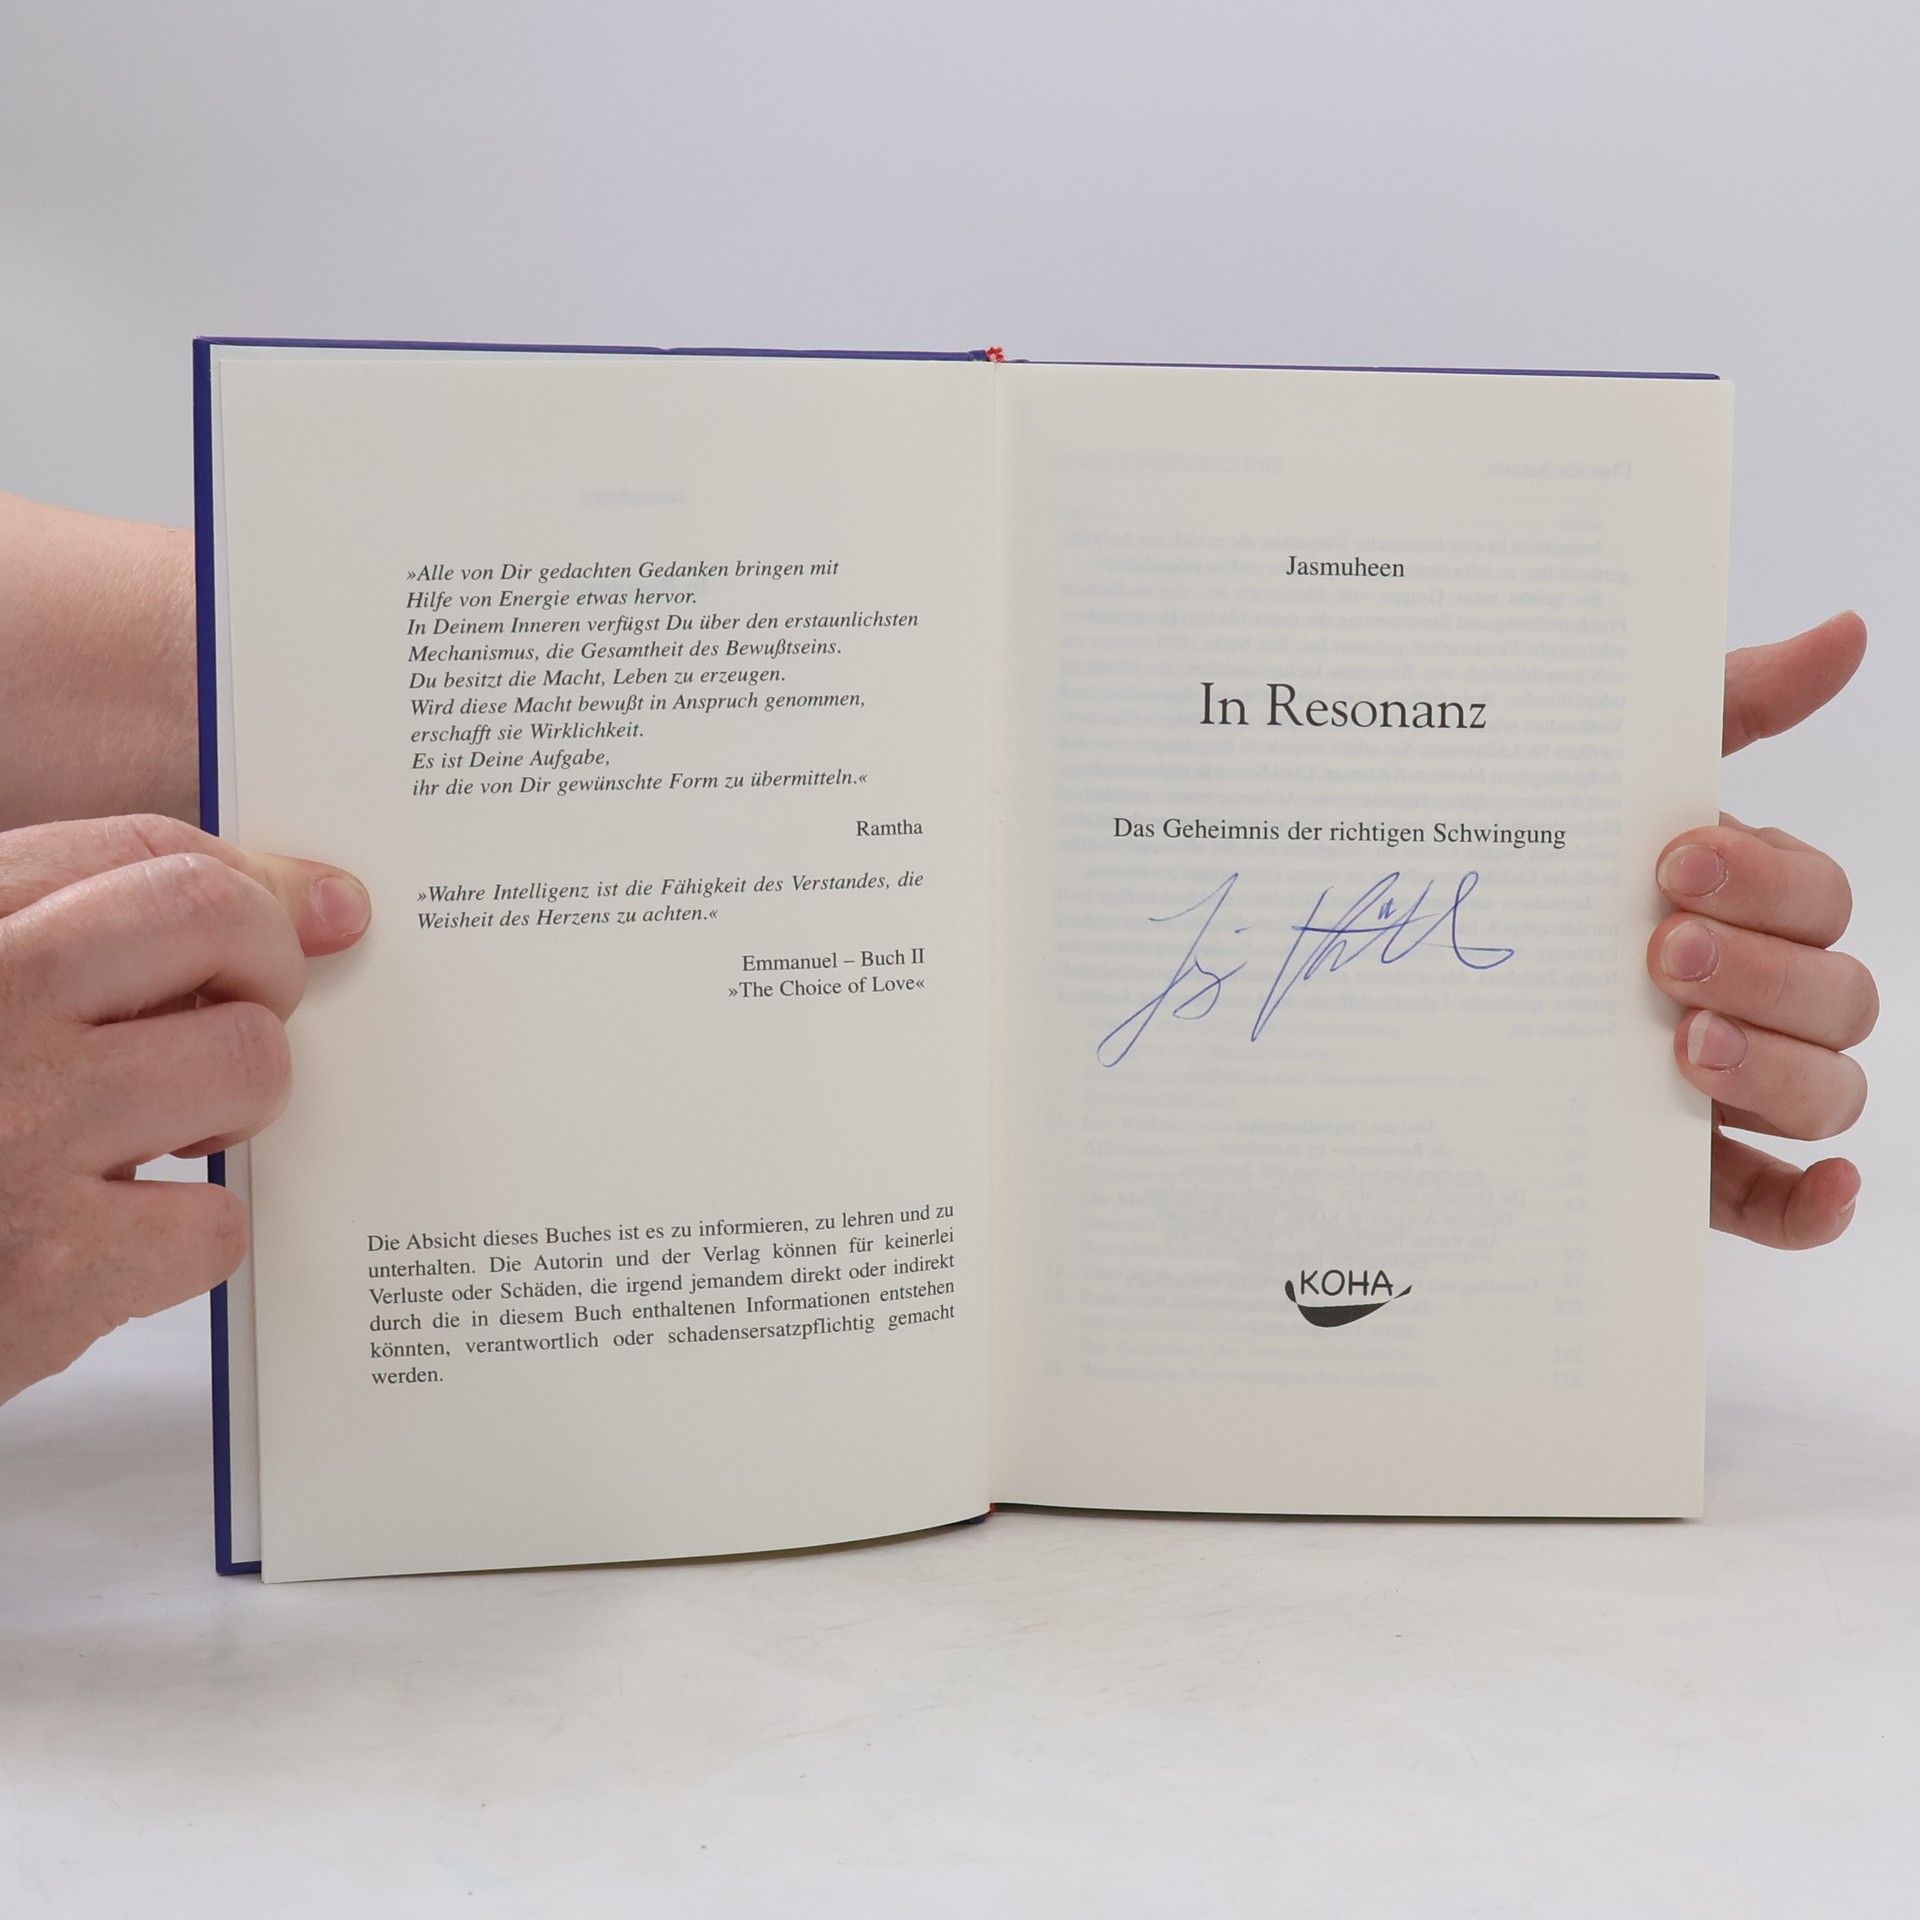 »Alle von Dir gedachten Gedanken bringen mit
Hilfe von Energie etwas hervor.
In Deinem Inneren verfügst Du über den erstaunlichsten
Mechanismus, die Gesamtheit des Bewußtseins.
Du besitzt die Macht, Leben zu erzeugen.
Wird diese Macht bewußt in Anspruch genommen,
erschafft sie Wirklichkeit.
Es ist Deine Aufgabe,
ihr die von Dir gewünschte Form zu übermitteln.«
Ramtha
»Wahre Intelligenz ist die Fähigkeit des Verstandes, die
Weisheit des Herzens zu achten.«
Emmanuel – Buch II
»The Choice of Love«
Die Absicht dieses Buches ist es zu informieren, zu lehren und zu
unterhalten. Die Autorin und der Verlag können für keinerlei
Verluste oder Schäden, die irgend jemandem direkt oder indirekt
durch die in diesem Buch enthaltenen Informationen entstehen
könnten, verantwortlich oder schadensersatzpflichtig gemacht
werden.
Jasmuheen
In Resonanz
Das Geheimnis der richtigen Schwingung
KOHA